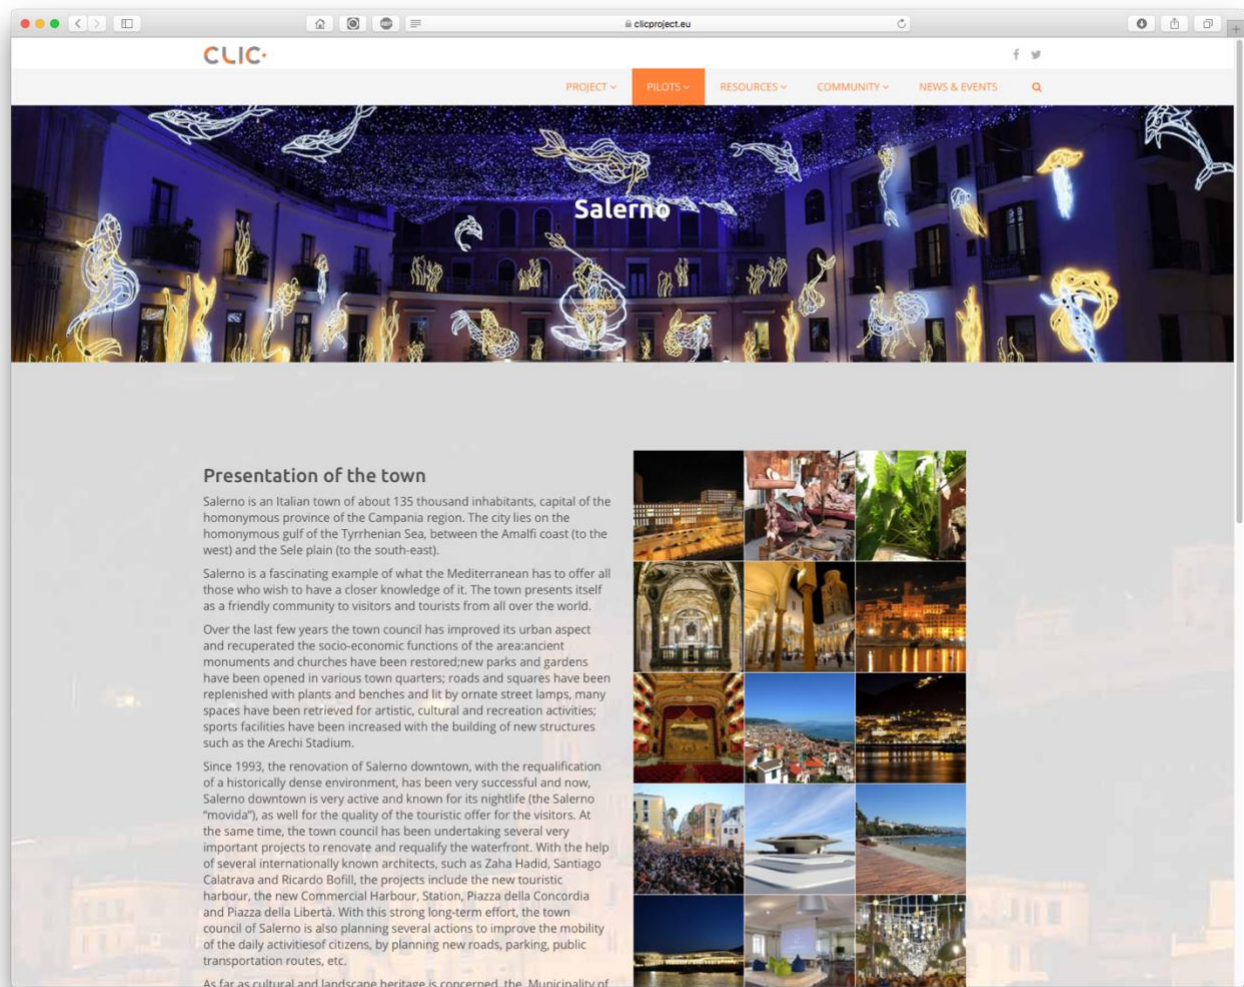 clicproject.eu
CLIC
PROJECT
PILOTS
RESOURCES
COMMUNITY
NEWS & EVENTS
Salerno
Presentation of the town
Salerno is an Italian town of about 135 thousand inhabitants, capital of the
homonymous province of the Campania region. The city lies on the
homonymous gulf of the Tyrrhenian Sea, between the Amalfi coast (to the
west) and the Sele plain (to the south-east).
Salerno is a fascinating example of what the Mediterranean has to offer all
those who wish to have a closer knowledge of it. The town presents itself
as a friendly community to visitors and tourists from all over the world.
Over the last few years the town council has improved its urban aspect
and recuperated the socio-economic functions of the area:ancient
monuments and churches have been restored;new parks and gardens
have been opened in various town quarters; roads and squares have been
replenished with plants and benches and lit by ornate street lamps, many
spaces have been retrieved for artistic, cultural and recreation activities;
sports facilities have been increased with the building of new structures
such as the Arechi Stadium.
Since 1993, the renovation of Salerno downtown, with the requalification
of a historically dense environment, has been very successful and now,
Salerno downtown is very active and known for its nightlife (the Salerno
"movida"), as well for the quality of the touristic offer for the visitors. At
the same time, the town council has been undertaking several very
important projects to renovate and requalify the waterfront. With the help
of several internationally known architects, such as Zaha Hadid, Santiago
Calatrava and Ricardo Bofill, the projects include the new touristic
harbour, the new Commercial Harbour, Station, Piazza della Concordia
and Piazza della Libertà. With this strong long-term effort, the town
council of Salerno is also planning several actions to improve the mobility
of the daily activitiesof citizens, by planning new roads, parking, public
transportation routes, etc.
As far as cultural and landscape heritage is concerned, the Municipality of